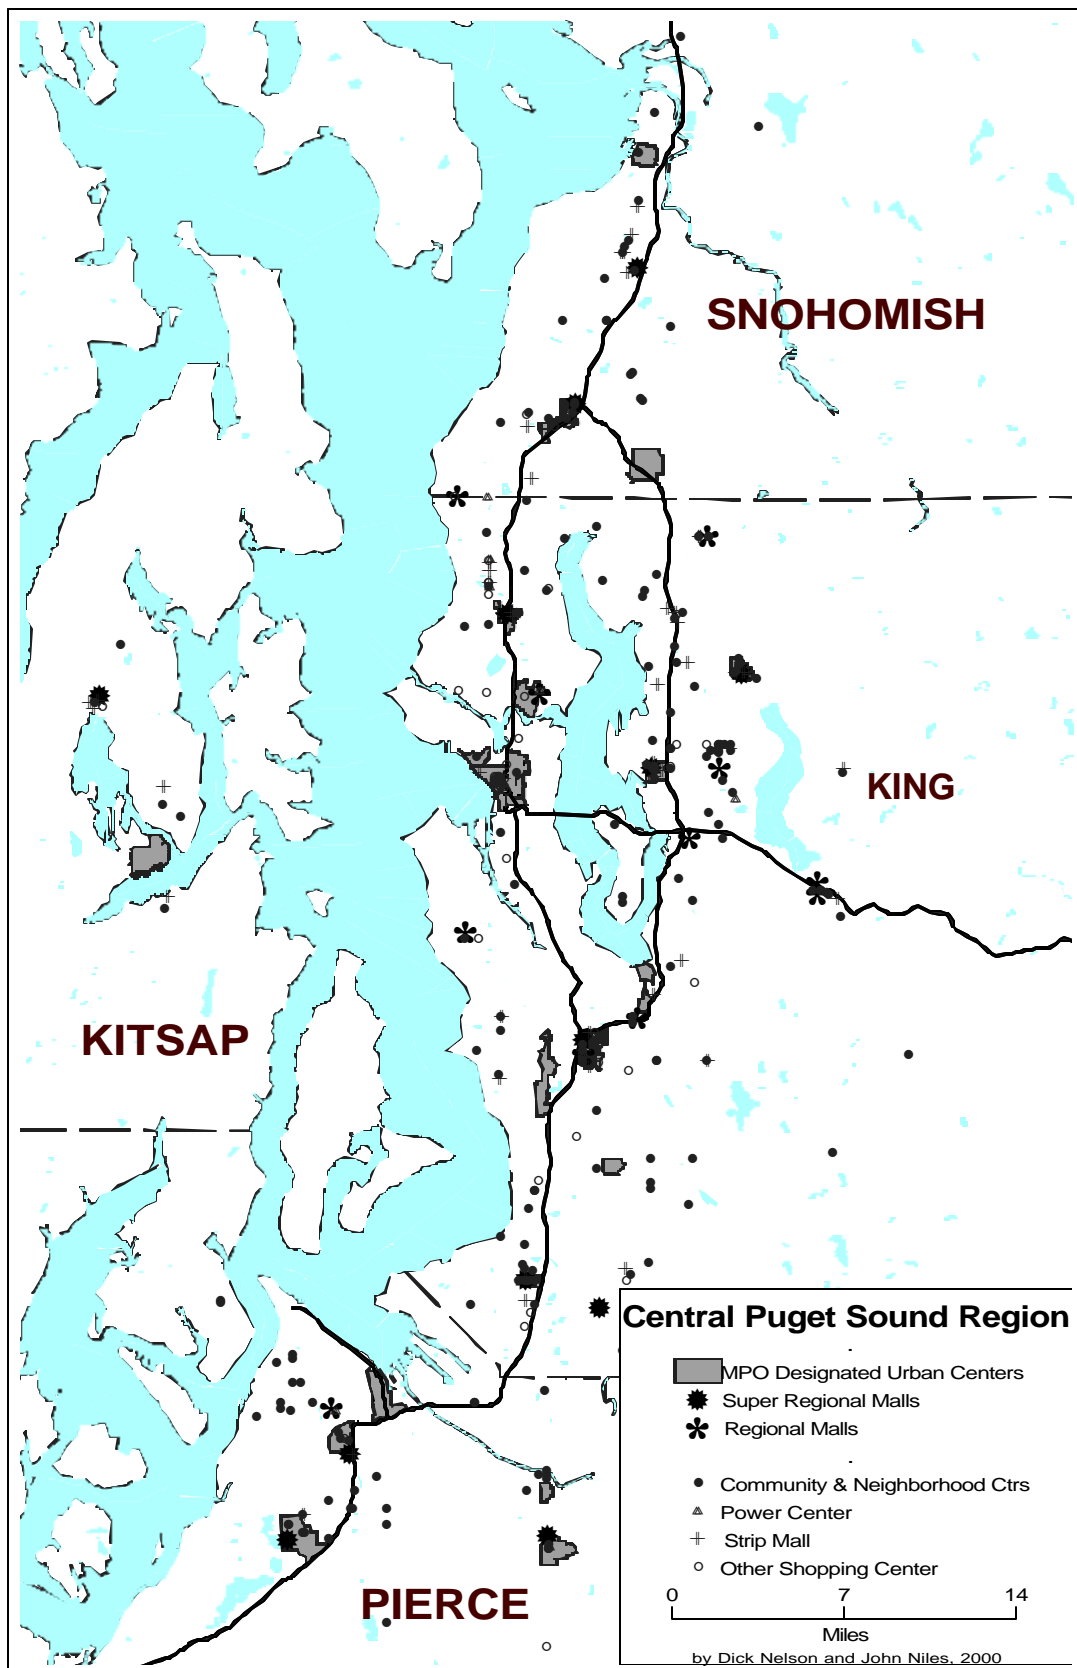 SNOHOMISH
KING
KITSAP
PIERCE
Central Puget Sound Region
MPO Designated Urban Centers
Super Regional Malls
Regional Malls
Community & Neighborhood Ctrs
Power Center
Strip Mall
Other Shopping Center
0 7 14
Miles
by Dick Nelson and John Niles, 2000